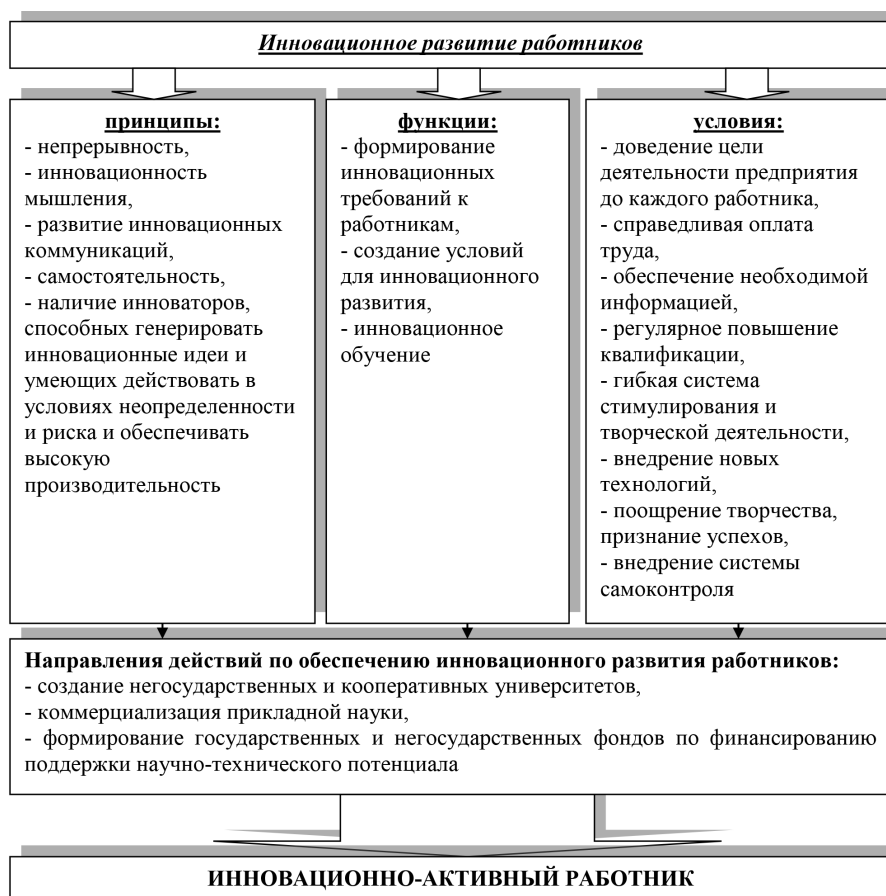 Инновационное развитие работников
принципы:
- непрерывность,
- инновационность
мышления,
- развитие инновационных
коммуникаций,
- самостоятельность,
- наличие инноваторов,
способных генерировать
инновационные идеи и
умеющих действовать в
условиях неопределенности
и риска и обеспечивать
высокую
производительность
функции:
- формирование
инновационных
требований к
работникам,
- создание условий
для инновационного
развития,
- инновационное
обучение
условия:
- доведение цели
деятельности предприятия
до каждого работника,
- справедливая оплата
труда,
- обеспечение необходимой
информацией,
- регулярное повышение
квалификации,
- гибкая система
стимулирования и
творческой деятельности,
- внедрение новых
технологий,
- поощрение творчества,
признание успехов,
- внедрение системы
самоконтроля
Направления действий по обеспечению инновационного развития работников:
- создание негосударственных и кооперативных университетов,
- коммерциализация прикладной науки,
- формирование государственных и негосударственных фондов по финансированию
поддержки научно-технического потенциала
ИННОВАЦИОННО-АКТИВНЫЙ РАБОТНИК